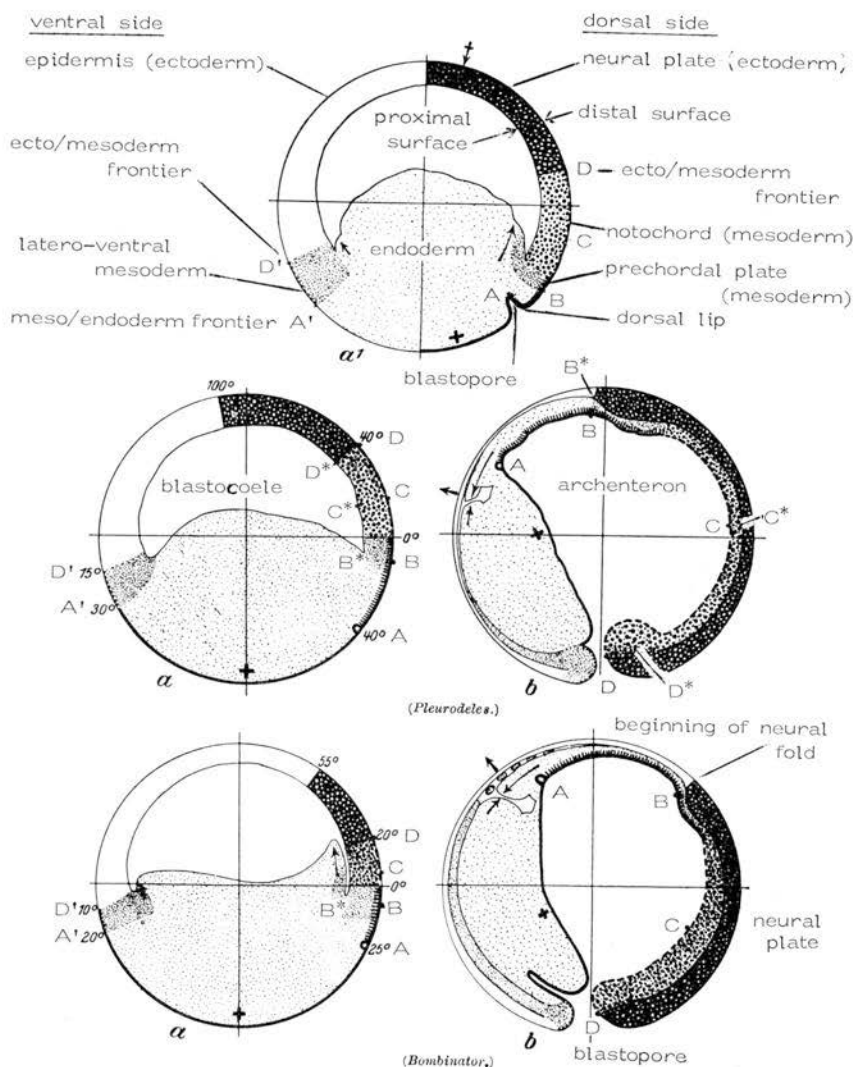 ventral side
dorsal side
epidermis (ectoderm)
neural plate (ectoderm)
proximal
surface
distal surface
ecto/mesoderm
frontier
D — ecto/mesoderm
frontier
endoderm
C
notochord (mesoderm)
D'
latero-ventral
mesoderm
A
B
prechordal plate
(mesoderm)
meso/endoderm frontier A'
dorsal lip
a¹
blastopore
B*
100°
B
40° D
D*
A
blastocoele
archenteron
C
C*
C
C*
0°
B*
B
D' 15°
A' 30°
40° A
a
b
D
D*
(Pleurodeles.)
beginning of neural
fold
55°
A
B
20° D
C
0°
D' 10°
B*
B
C
neural
plate
A' 20°
25° A
a
b
D
blastopore
(Bombinator.)